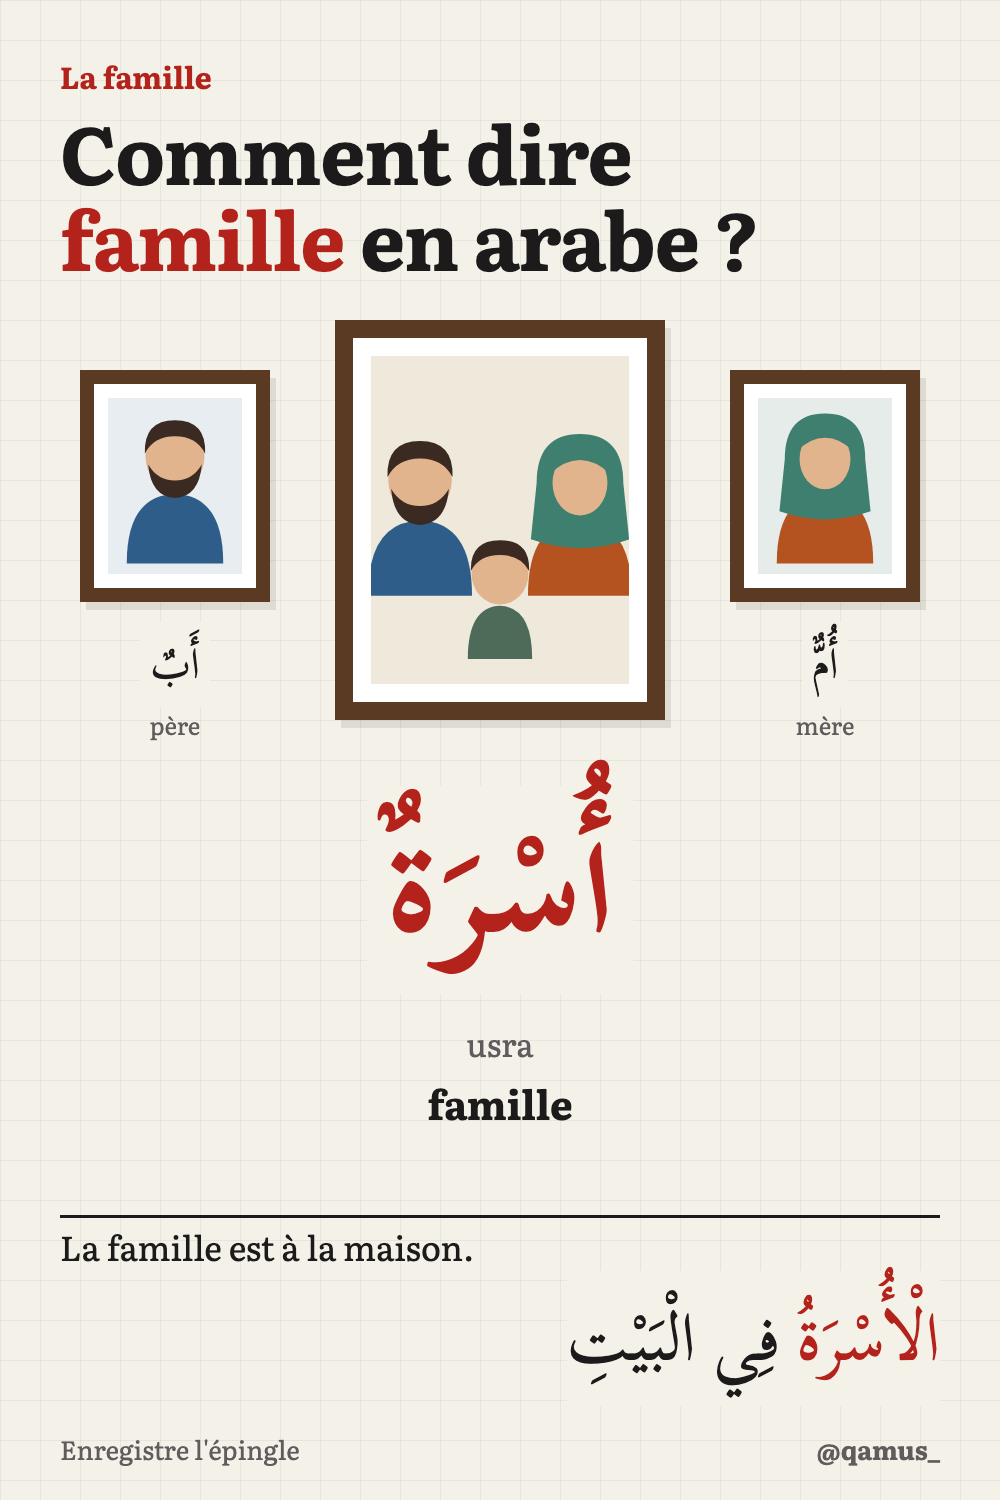 La famille
Comment dire
famille en arabe ?
أَبٌ
père
أُمٌّ
mère
أُسْرَةٌ
usra
famille
La famille est à la maison.
الْأُسْرَةُ فِي الْبَيْتِ
Enregistre l'épingle
@qamus_